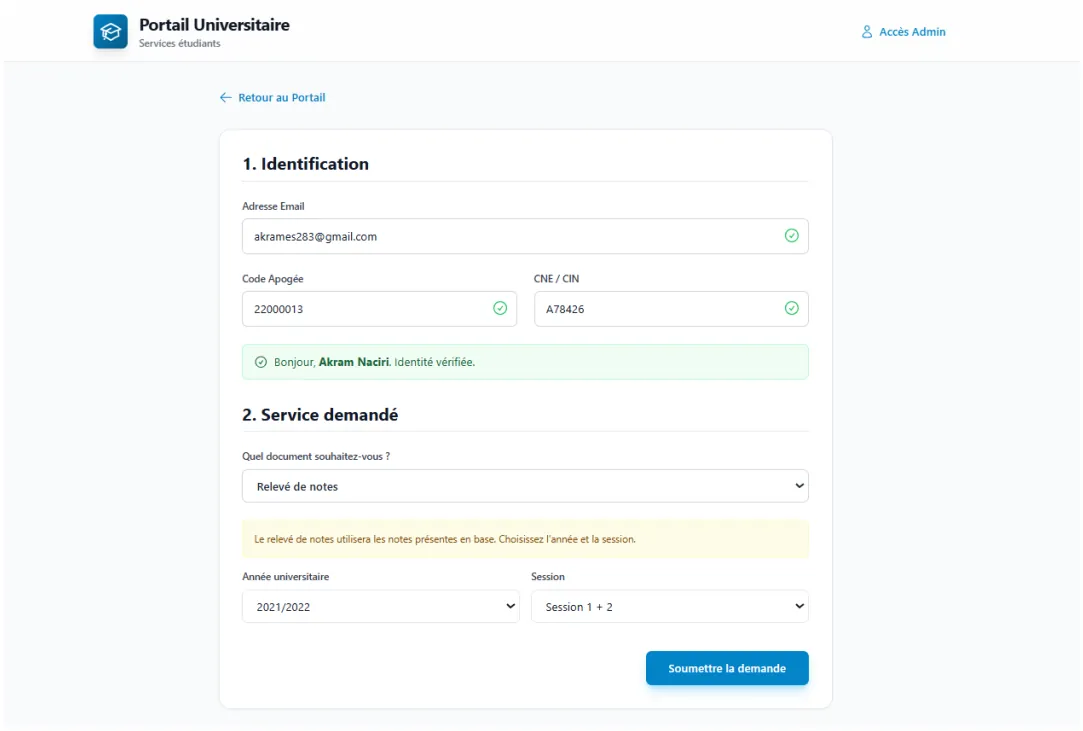 Portail Universitaire
Services étudiants
Accès Admin
← Retour au Portail
1. Identification
Adresse Email
akrames283@gmail.com
Code Apogée
CNE / CIN
22000013
A78426
Bonjour, Akram Naciri. Identité vérifiée.
2. Service demandé
Quel document souhaitez-vous ?
Relevé de notes
Le relevé de notes utilisera les notes présentes en base. Choisissez l'année et la session.
Année universitaire
Session
2021/2022
Session 1 + 2
Soumettre la demande